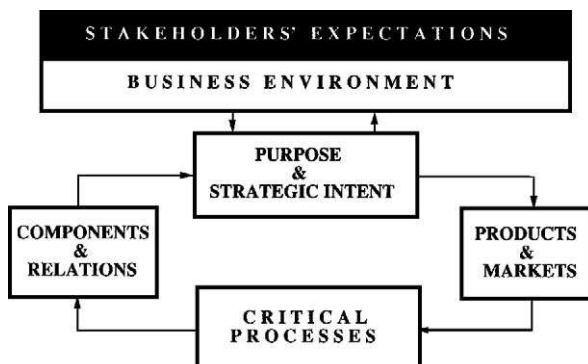 STAKEHOLDERS' EXPECTATIONS
BUSINESS ENVIRONMENT
PURPOSE
&
STRATEGIC INTENT
COMPONENTS
&
RELATIONS
PRODUCTS
&
MARKETS
CRITICAL
PROCESSES